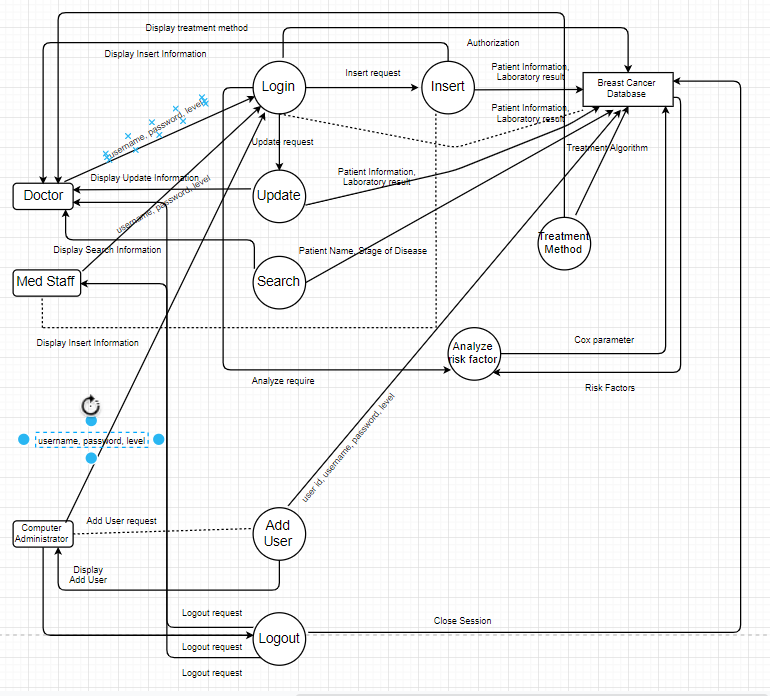 Display treatment method
Authorization
Display Insert Information
Patient Information,
Laboratory result
Insert request
Login
Insert
Breast Cancer
Database
username, password, level
Patient Information,
Laboratory result
Update request
Treatment Algorithm
Patient Information,
Laboratory result
Display Update Information
username, password, level
Doctor
Update
Treatment
Method
Display Search Information
Patient Name, Stage of Disease
Med Staff
Search
Display Insert Information
Analyze
risk factor
Cox parameter
Analyze require
Risk Factors
user id, username, password, level
username, password, level
Add User request
Computer
Administrator
Add
User
Display
Add User
Logout request
Close Session
Logout
Logout request
Logout request